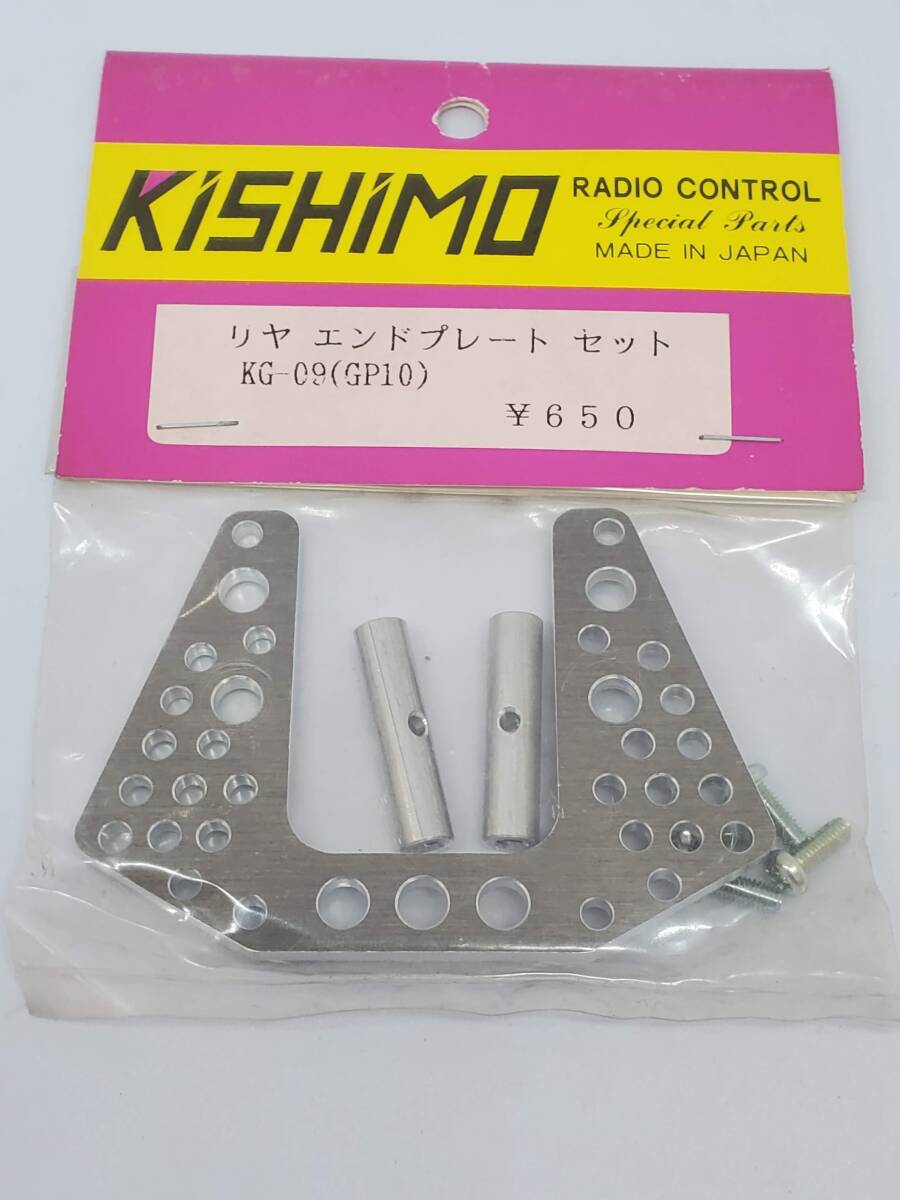 KiSHiMO
RADIO CONTROL
Special Parts
MADE IN JAPAN
リヤ エンドプレート セット
KG-09(GP10)
￥６５０